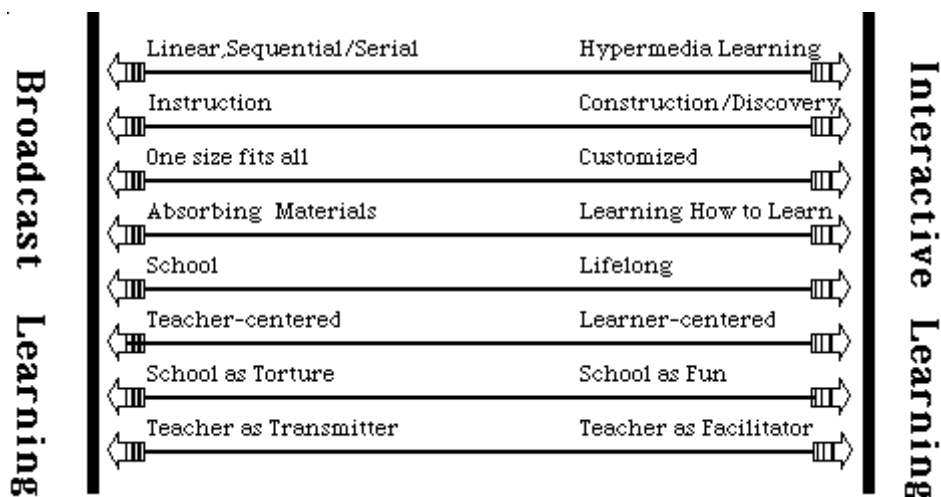 Broadcast Learning
Linear,Sequential/Serial Hypermedia Learning
Instruction Construction/Discovery
One size fits all Customized
Absorbing Materials Learning How to Learn
School Lifelong
Teacher-centered Learner-centered
School as Torture School as Fun
Teacher as Transmitter Teacher as Facilitator
Interactive Learning